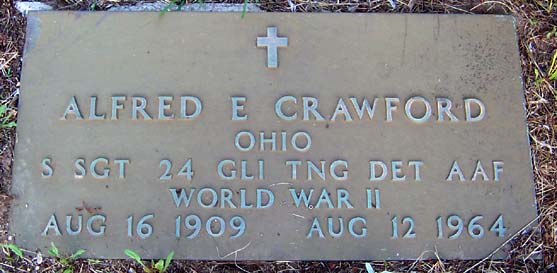 ALFRED E CRAWFORD
OHIO
S SGT 24 GLI TNG DET AAF
WORLD WAR II
AUG 16 1909 AUG 12 1964